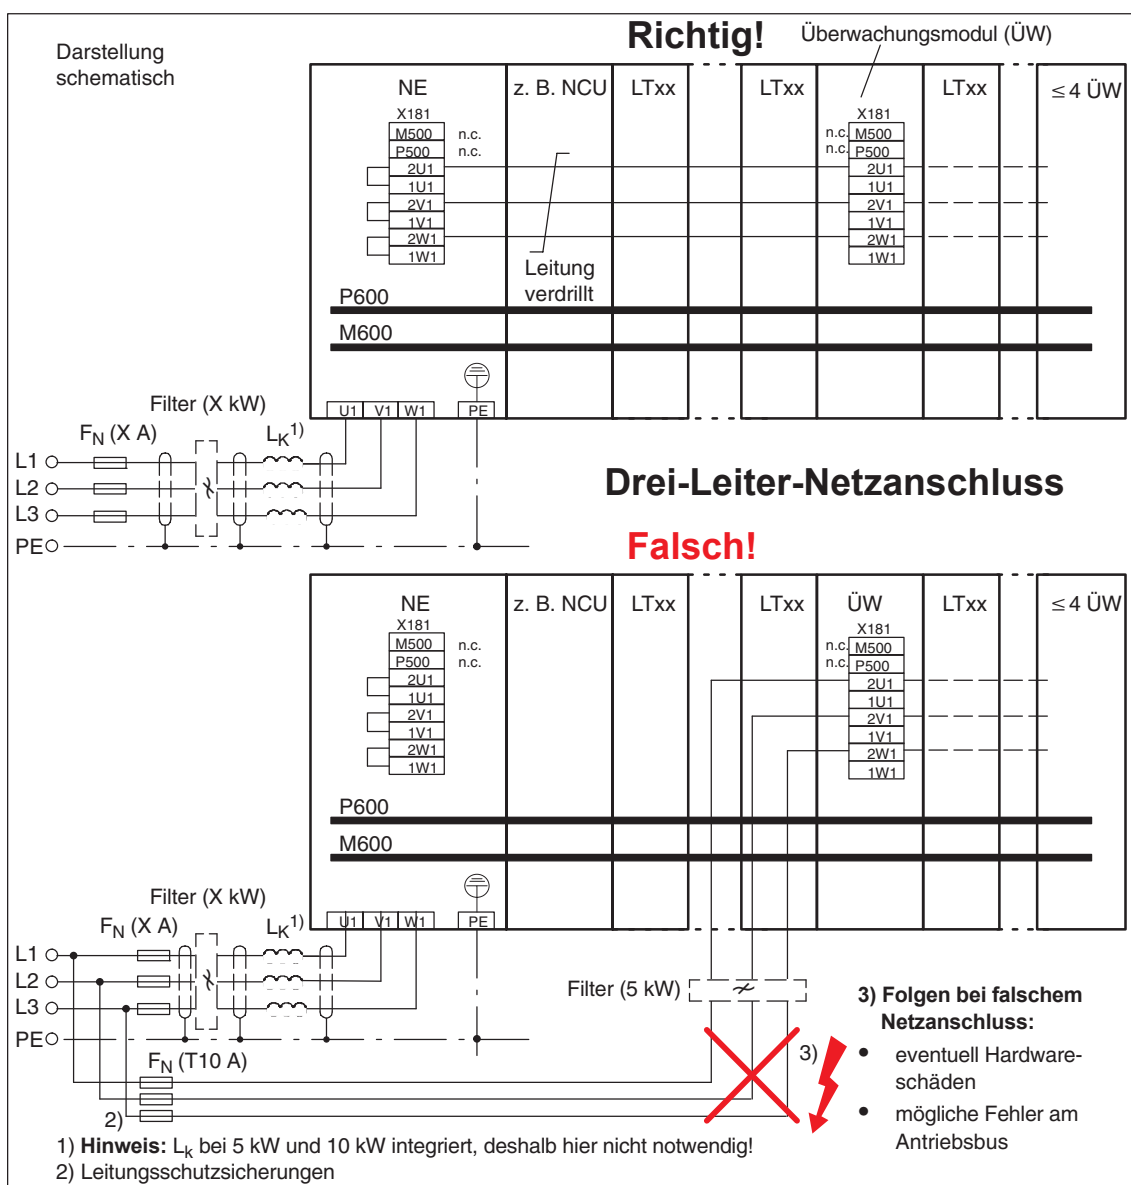 Darstellung
schematisch
Richtig!
Überwachungsmodul (ÜW)
NE
z. B. NCU
LTxx
LTxx
LTxx
≤ 4 ÜW
X181
M500 n.c.
P500 n.c.
2U1
1U1
2V1
1V1
2W1
1W1
X181
n.c. M500
n.c. P500
2U1
1U1
2V1
1V1
2W1
1W1
Leitung
verdrillt
P600
M600
U1 V1 W1 PE
Filter (X kW)
FN (X A)
LK1)
L1
L2
L3
PE
Drei-Leiter-Netzanschluss
Falsch!
NE
z. B. NCU
LTxx
LTxx
ÜW
LTxx
≤ 4 ÜW
X181
M500 n.c.
P500 n.c.
2U1
1U1
2V1
1V1
2W1
1W1
X181
n.c. M500
n.c. P500
2U1
1U1
2V1
1V1
2W1
1W1
P600
M600
U1 V1 W1 PE
Filter (X kW)
FN (X A)
LK1)
L1
L2
L3
PE
FN (T10 A)
2)
Filter (5 kW)
3)
3) Folgen bei falschem
Netzanschluss:
• eventuell Hardware-
schäden
• mögliche Fehler am
Antriebsbus
1) Hinweis: Lk bei 5 kW und 10 kW integriert, deshalb hier nicht notwendig!
2) Leitungsschutzsicherungen